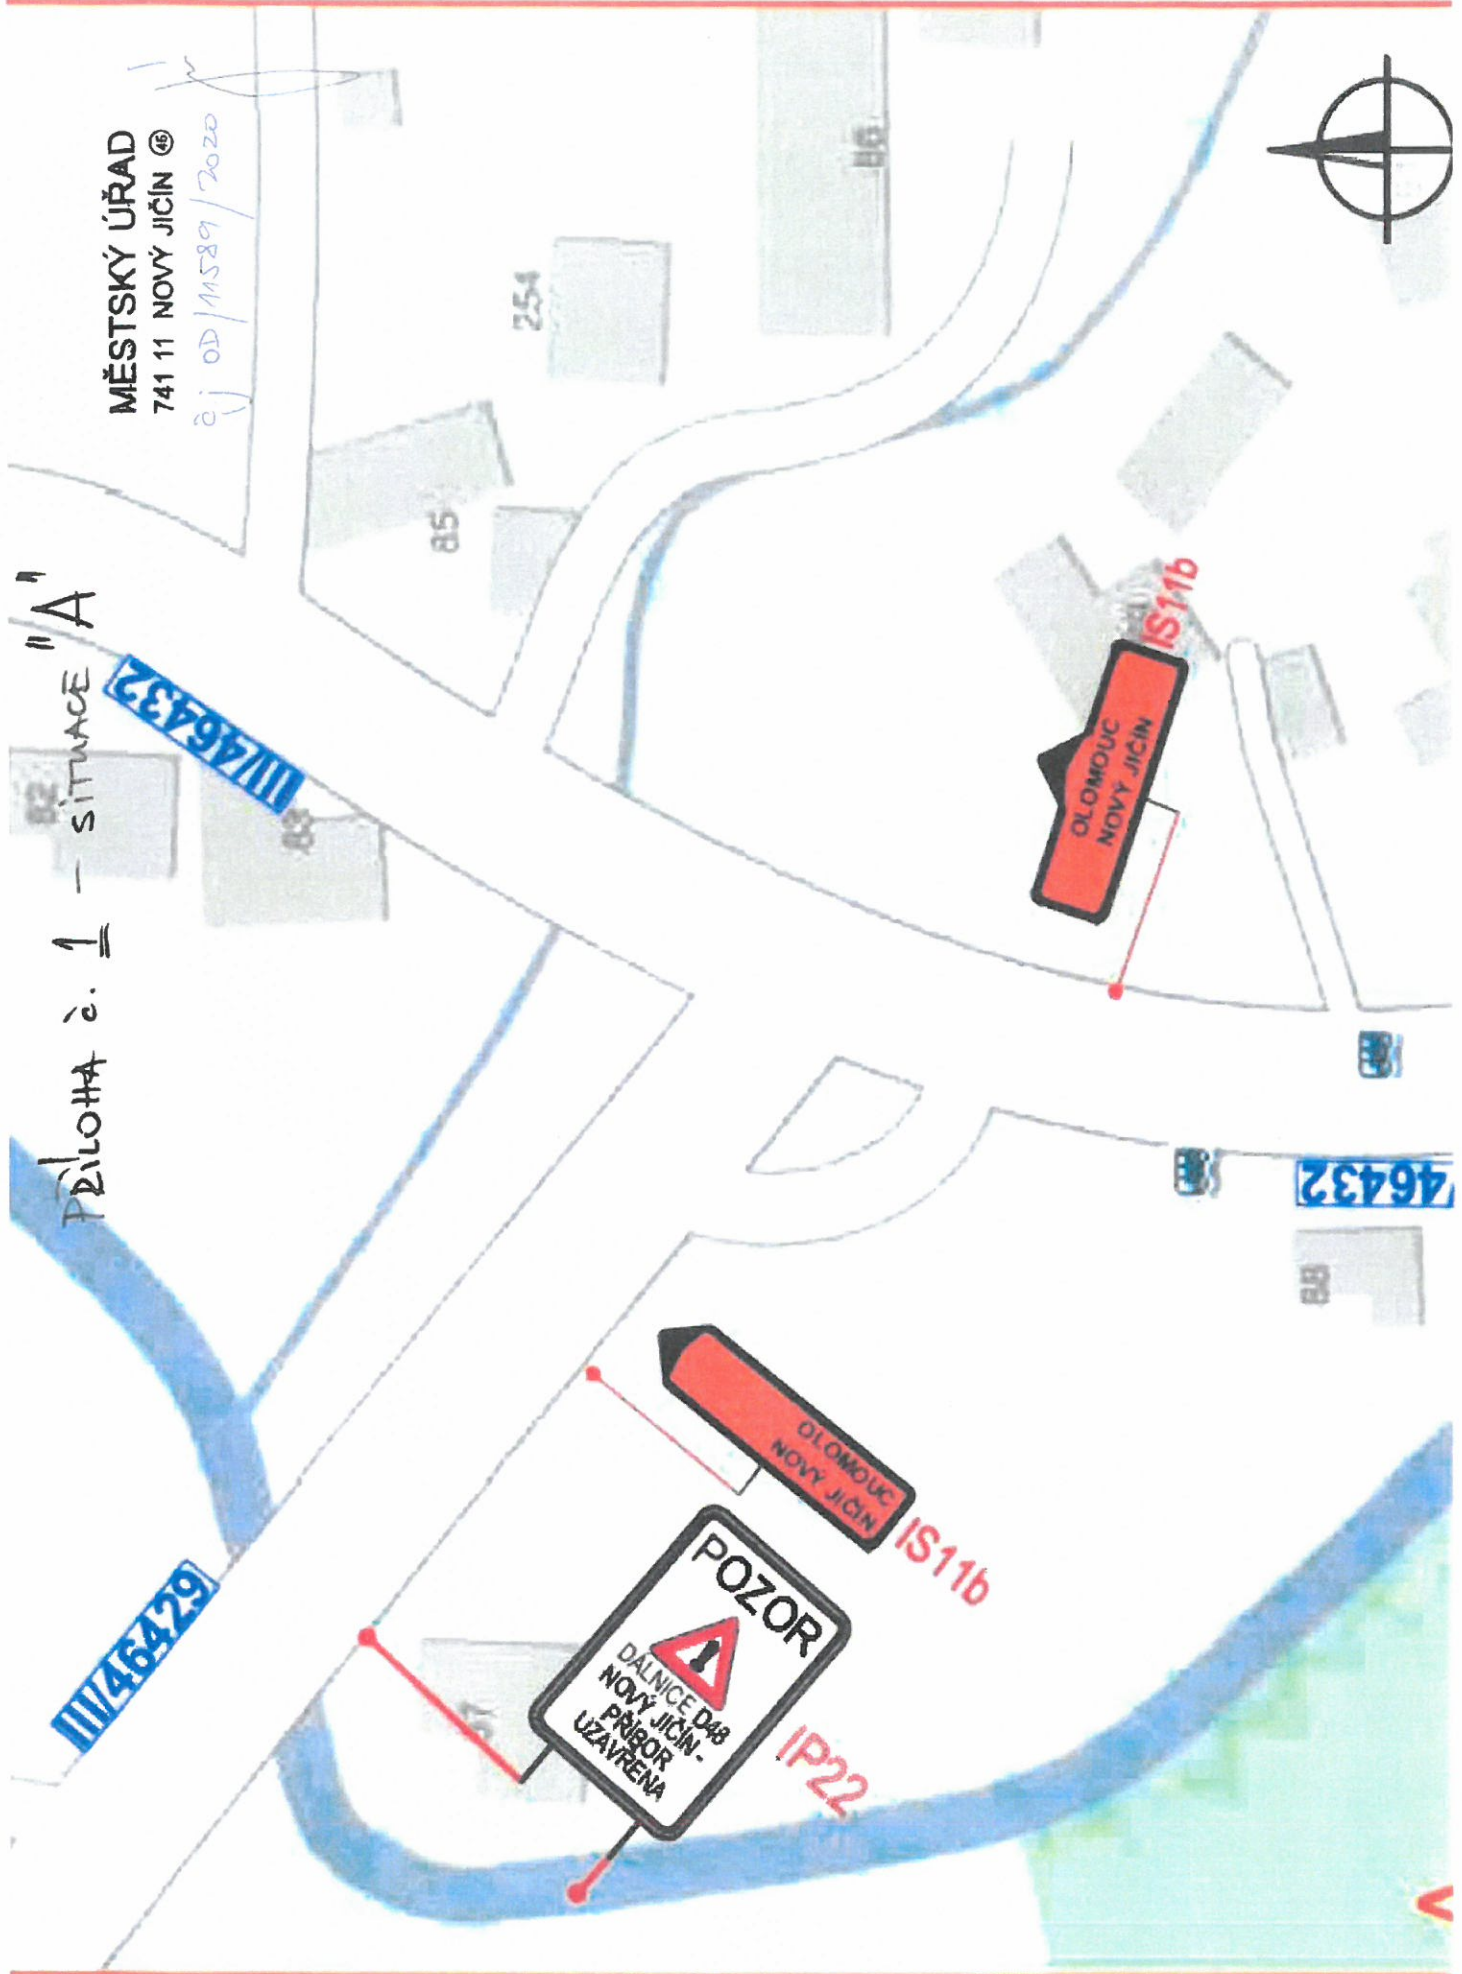 PŘÍLOHA č. 1 - SITUACE "A"
MĚSTSKÝ ÚŘAD
741 11 NOVÝ JIČÍN 46
čj OD/11589/2020
III/46432
82
83
85
254
86
III/46429
POZOR
DÁLNICE D48
NOVÝ JIČÍN -
PŘÍBOR
UZAVŘENA
IP22
OLOMOUC
NOVÝ JIČÍN
IS11b
OLOMOUC
NOVÝ JIČÍN
IS11b
/46432
88